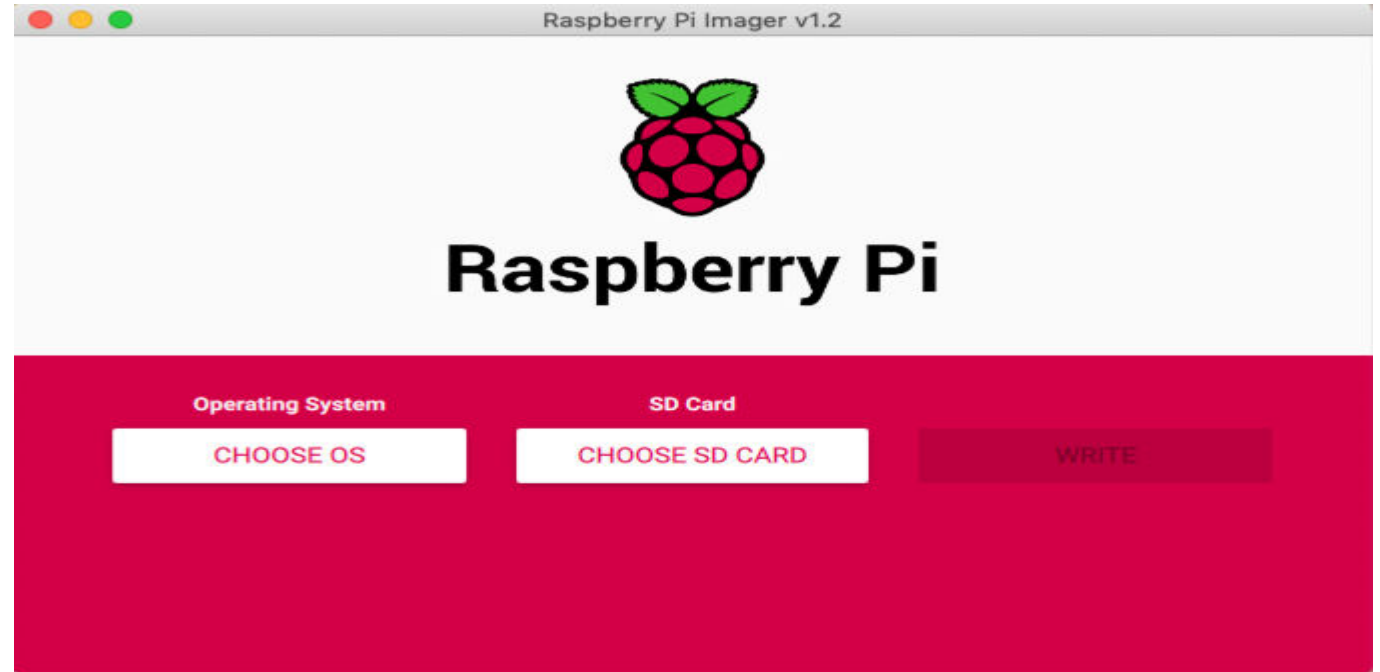 Raspberry Pi Imager v1.2
Raspberry Pi
Operating System
SD Card
CHOOSE OS
CHOOSE SD CARD
WRITE